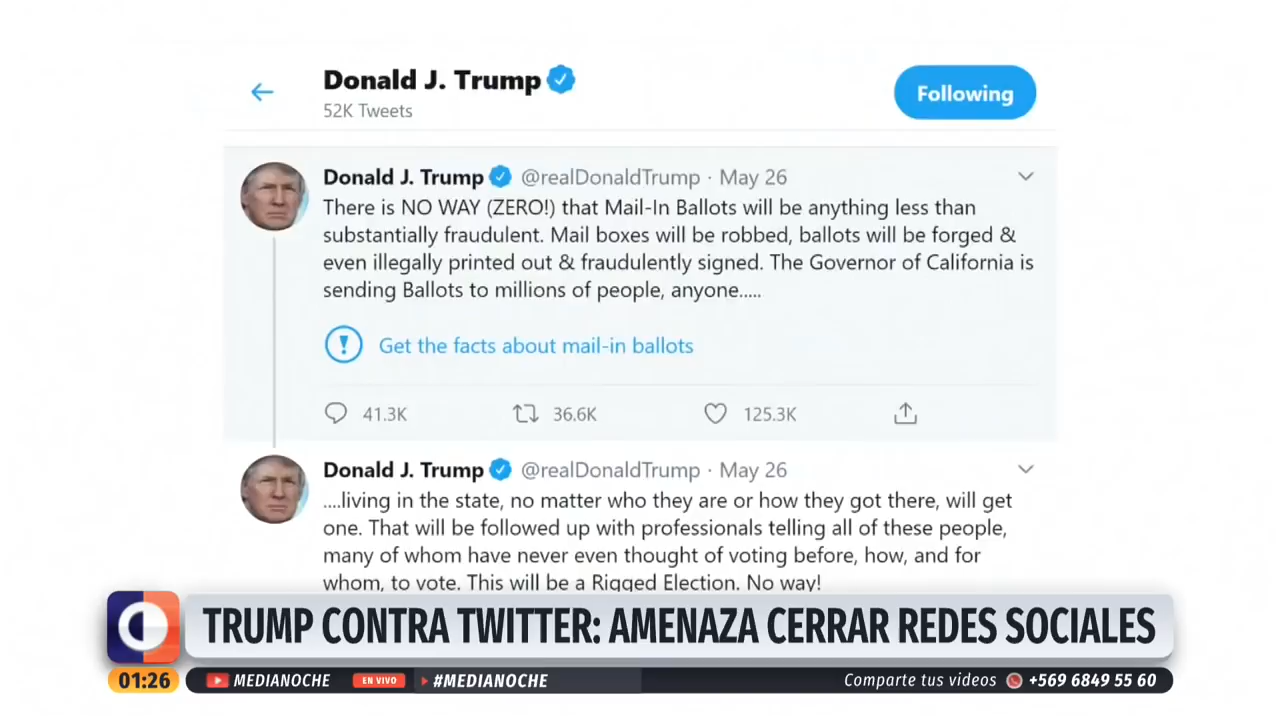 Donald J. Trump
52K Tweets
Following
Donald J. Trump @realDonaldTrump · May 26
There is NO WAY (ZERO!) that Mail-In Ballots will be anything less than
substantially fraudulent. Mail boxes will be robbed, ballots will be forged &
even illegally printed out & fraudulently signed. The Governor of California is
sending Ballots to millions of people, anyone.....
Get the facts about mail-in ballots
41.3K 36.6K 125.3K
Donald J. Trump @realDonaldTrump · May 26
....living in the state, no matter who they are or how they got there, will get
one. That will be followed up with professionals telling all of these people,
many of whom have never even thought of voting before, how, and for
whom, to vote. This will be a Rigged Election. No way!
TRUMP CONTRA TWITTER: AMENAZA CERRAR REDES SOCIALES
01:26 MEDIANOCHE EN VIVO #MEDIANOCHE Comparte tus videos +569 6849 55 60